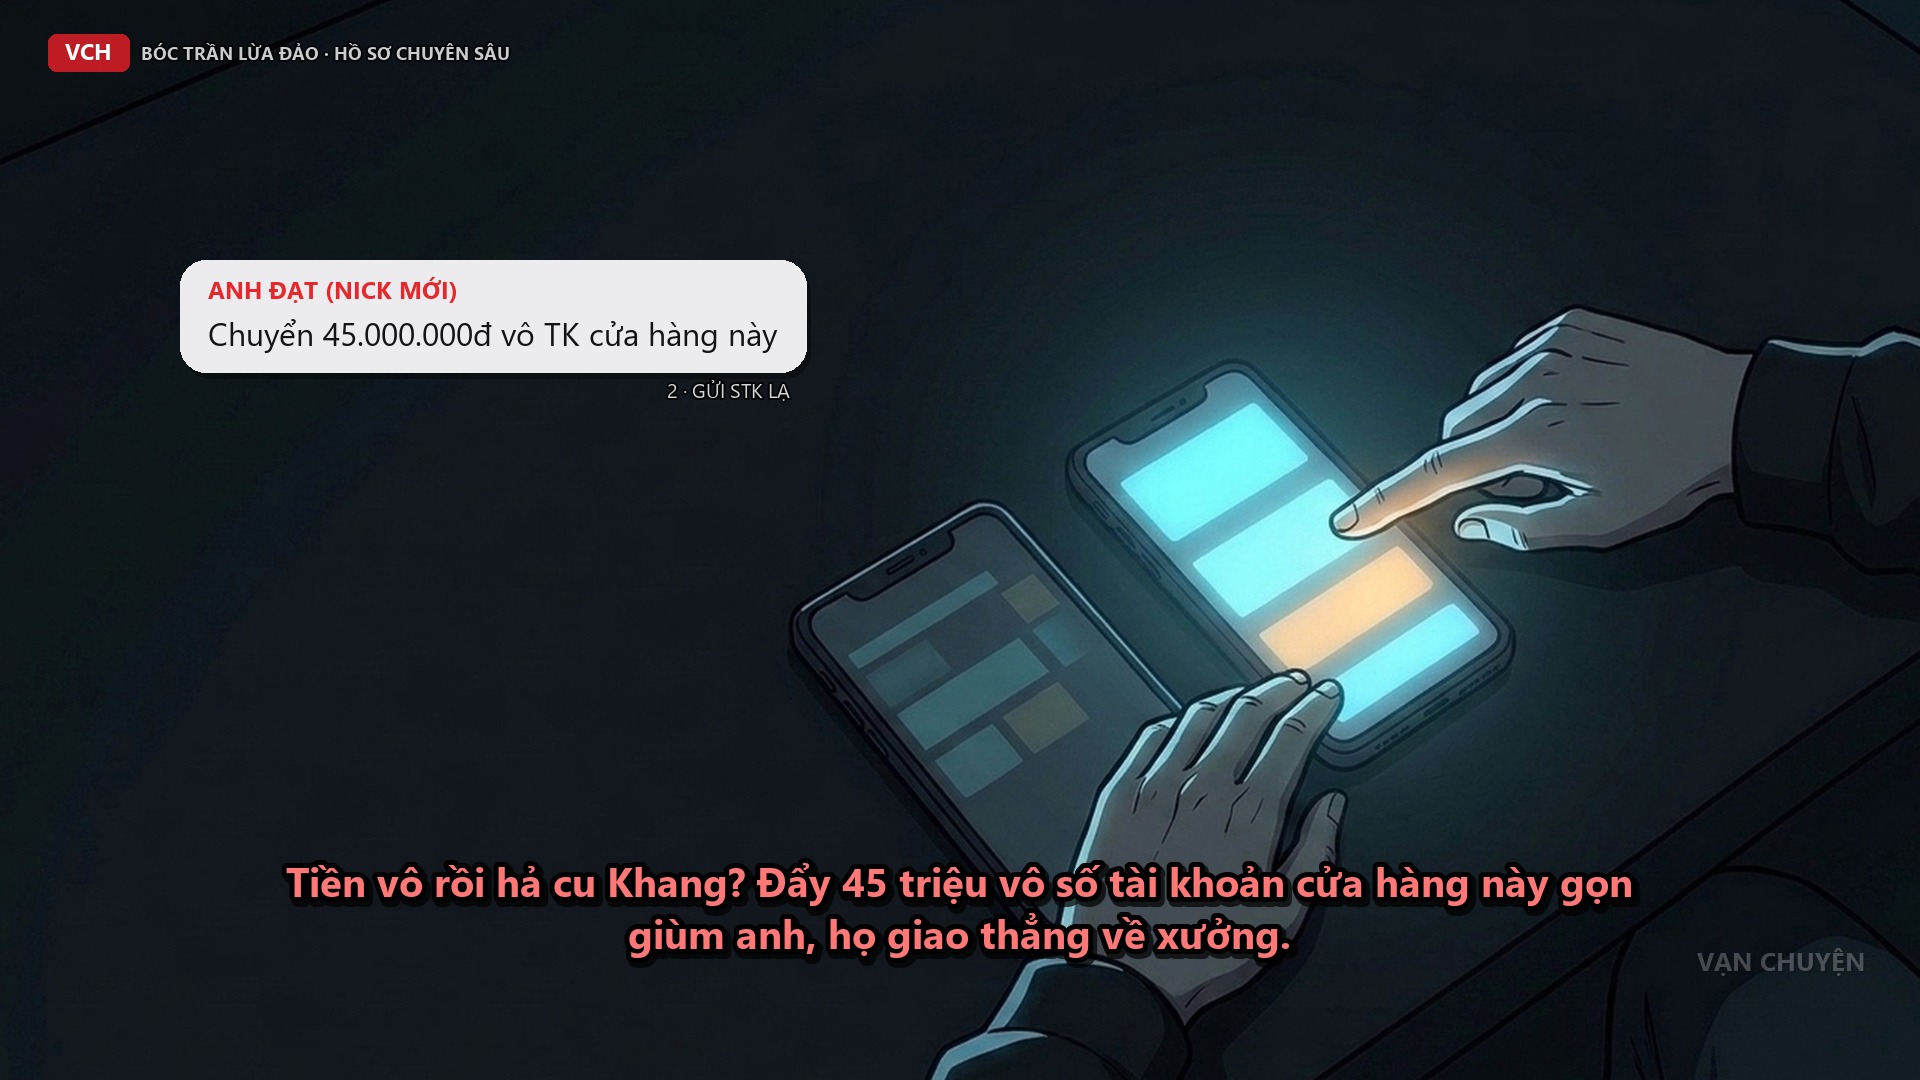 VCH BÓC TRẦN LỪA ĐẢO · HỒ SƠ CHUYÊN SÂU
ANH ĐẠT (NICK MỚI)
Chuyển 45.000.000đ vô TK cửa hàng này
2 · GỬI STK LẠ
Tiền vô rồi hả cu Khang? Đẩy 45 triệu vô số tài khoản cửa hàng này gọn
giùm anh, họ giao thẳng về xưởng.
VẠN CHUYỆN